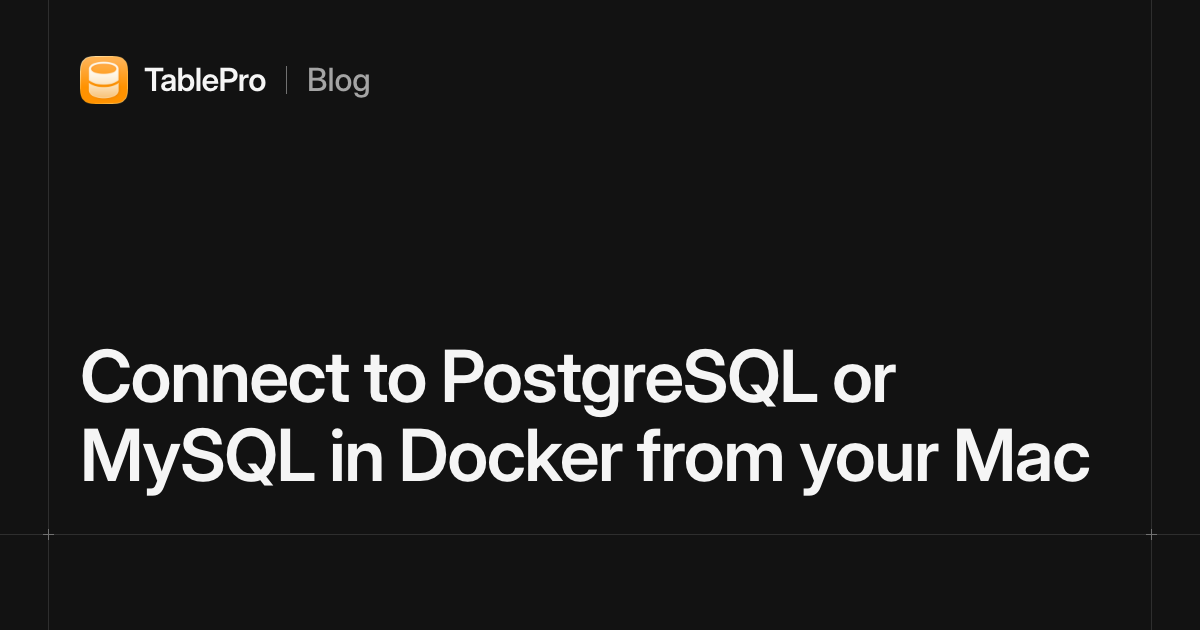 TablePro | Blog
Connect to PostgreSQL or
MySQL in Docker from your Mac